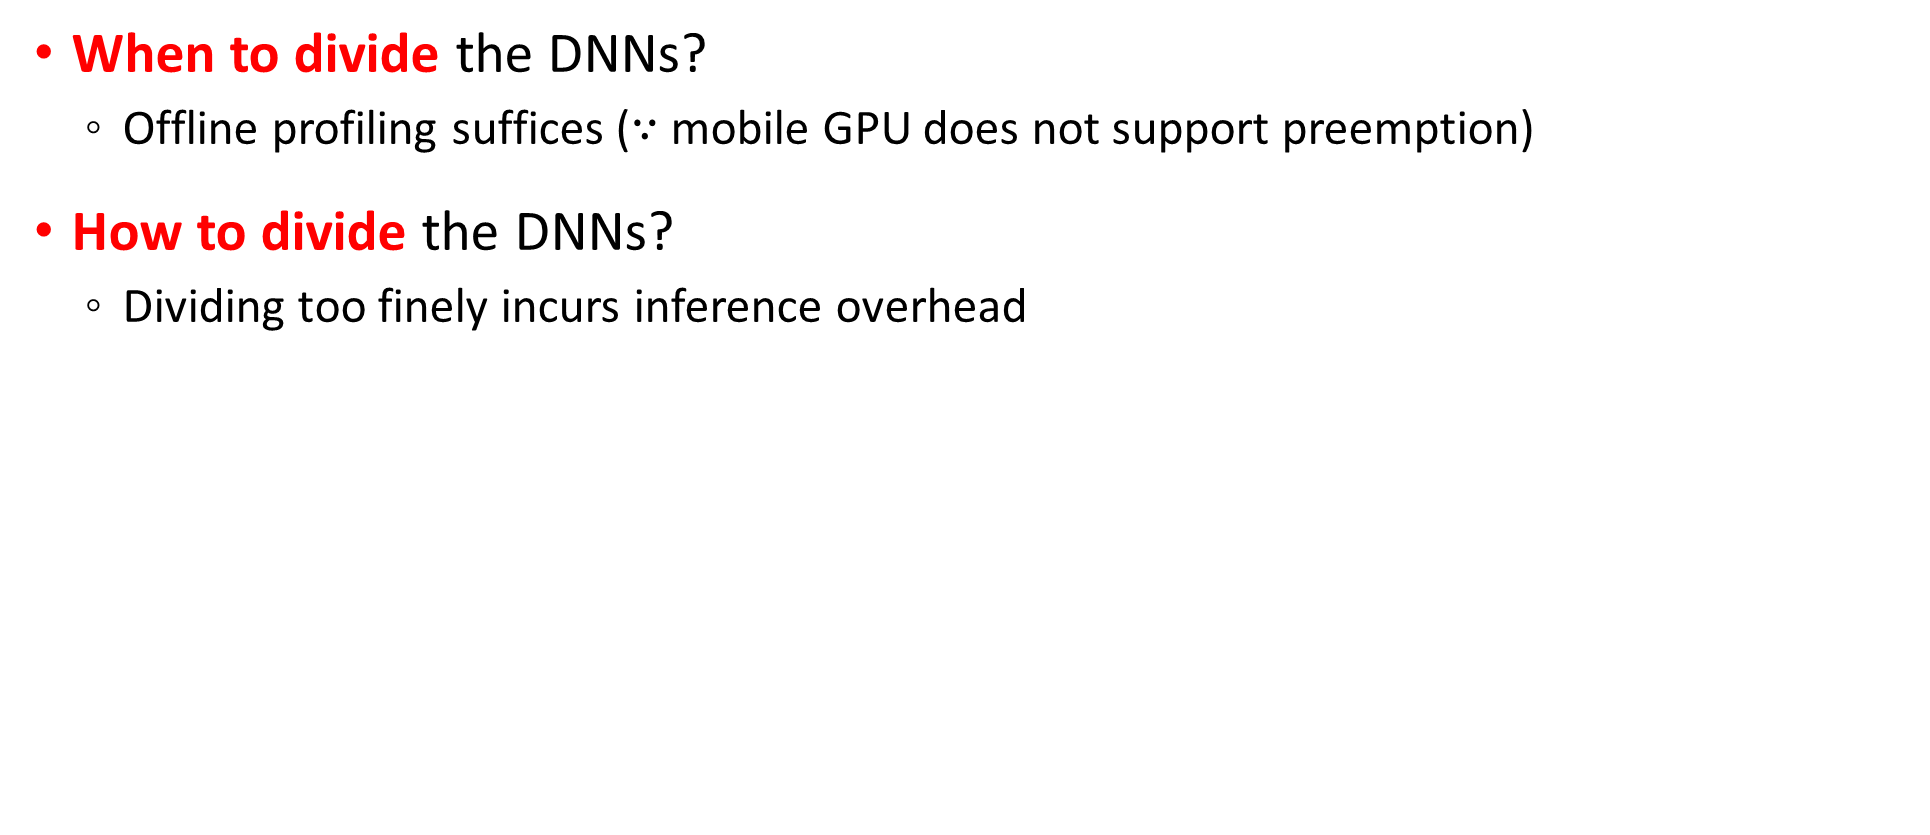 • When to divide the DNNs?
◦ Offline profiling suffices (∵ mobile GPU does not support preemption)
• How to divide the DNNs?
◦ Dividing too finely incurs inference overhead